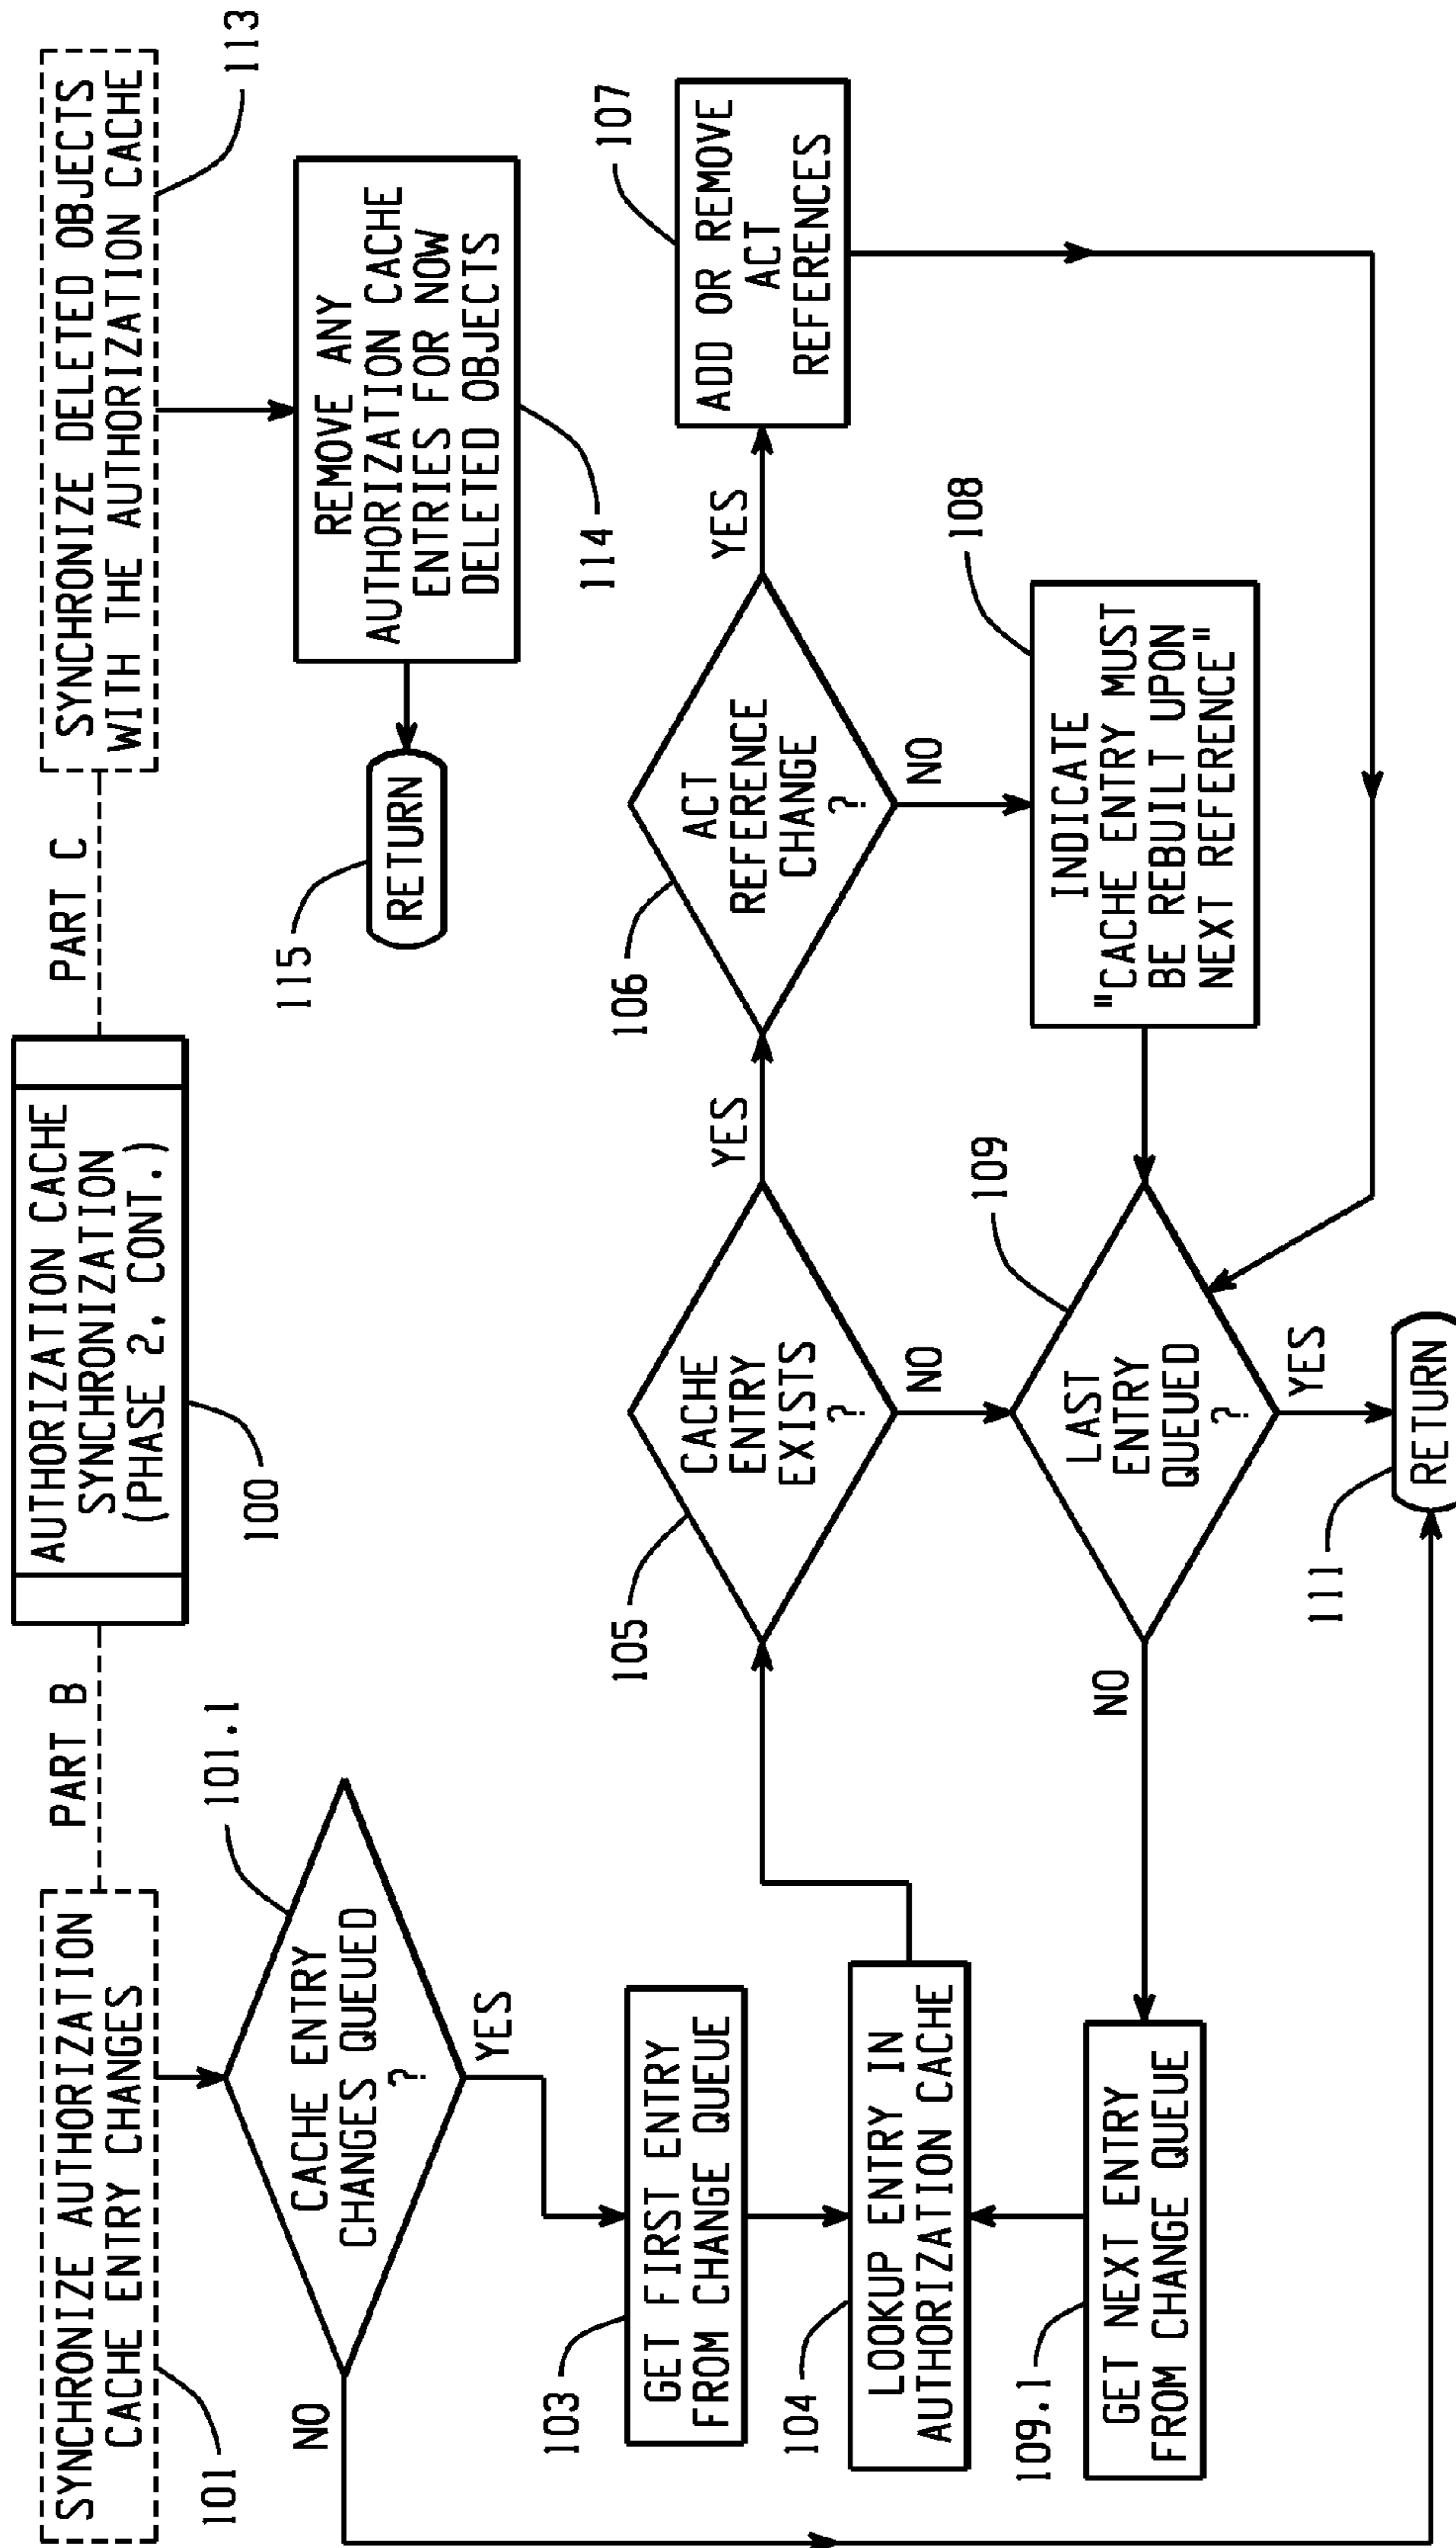 AUTHORIZATION CACHE
SYNCHRONIZATION
(PHASE 2, CONT.)
100
PART B
PART C
SYNCHRONIZE AUTHORIZATION
CACHE ENTRY CHANGES
101
SYNCHRONIZE DELETED OBJECTS
WITH THE AUTHORIZATION CACHE
113
CACHE ENTRY
CHANGES QUEUED
?
101.1
NO
YES
REMOVE ANY
AUTHORIZATION CACHE
ENTRIES FOR NOW
DELETED OBJECTS
114
RETURN
115
GET FIRST ENTRY
FROM CHANGE QUEUE
103
LOOKUP ENTRY IN
AUTHORIZATION CACHE
104
CACHE
ENTRY
EXISTS
?
105
YES
NO
ACT
REFERENCE
CHANGE
?
106
YES
NO
ADD OR REMOVE
ACT
REFERENCES
107
INDICATE
"CACHE ENTRY MUST
BE REBUILT UPON
NEXT REFERENCE"
108
LAST
ENTRY
QUEUED
?
109
NO
YES
GET NEXT ENTRY
FROM CHANGE QUEUE
109.1
RETURN
111